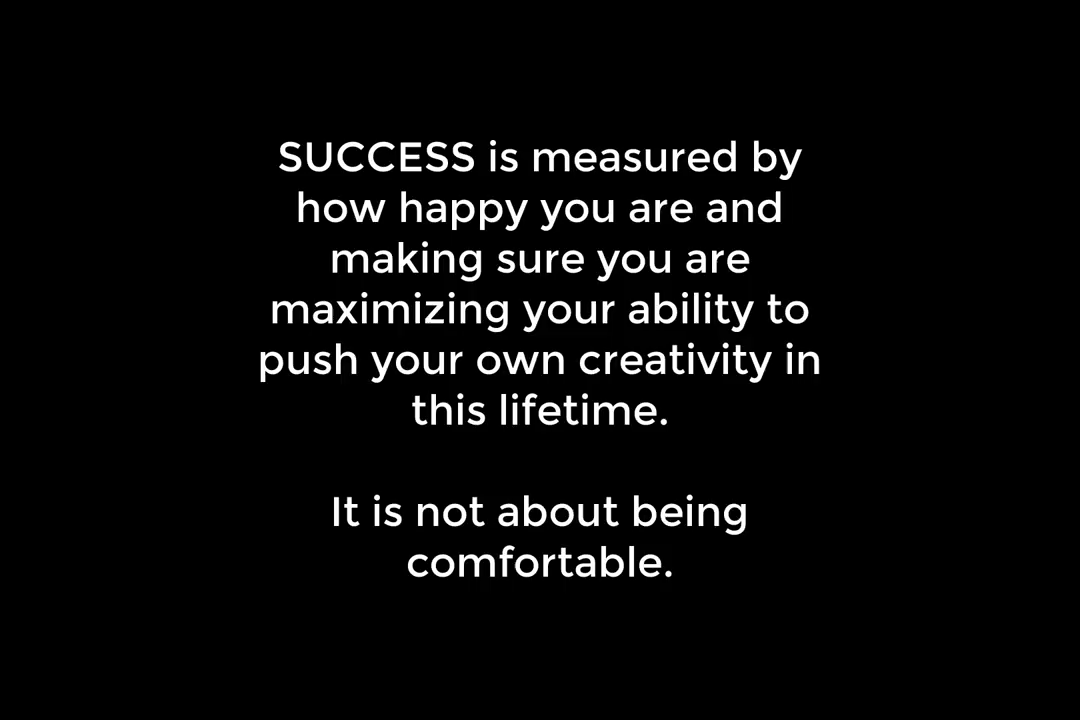 SUCCESS is measured by
how happy you are and
making sure you are
maximizing your ability to
push your own creativity in
this lifetime.
It is not about being
comfortable.